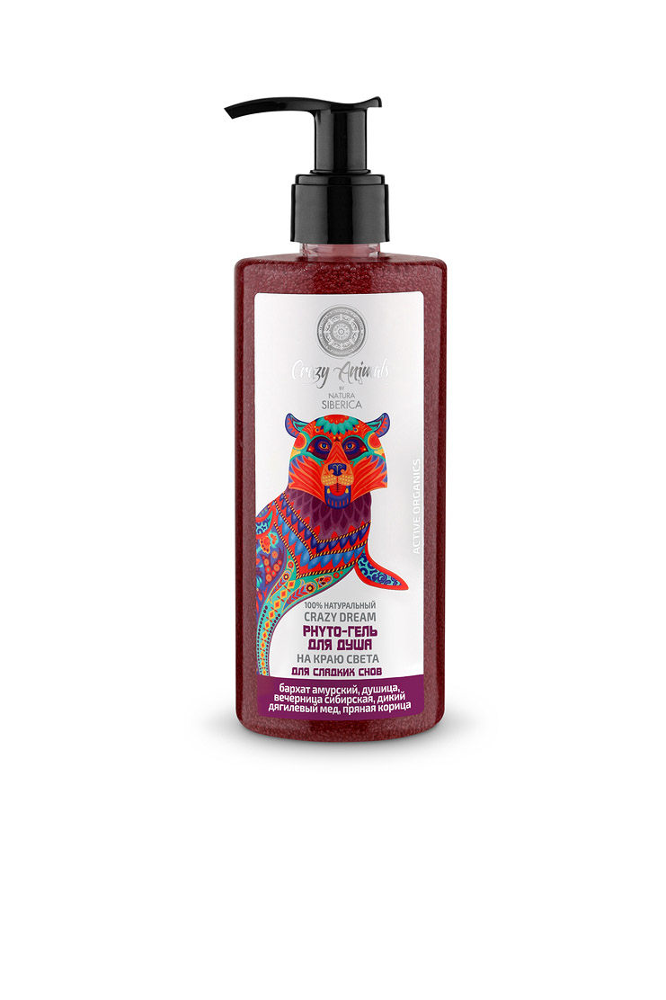 Crazy Animals
BY
NATURA
SIBERICA
ACTIVE ORGANICS
100% НАТУРАЛЬНЫЙ
CRAZY DREAM
PHYTO-ГЕЛЬ
ДЛЯ ДУША
НА КРАЮ СВЕТА
ДЛЯ СЛАДКИХ СНОВ
бархат амурский, душица,
вечерница сибирская, дикий
дягилевый мед, пряная корица